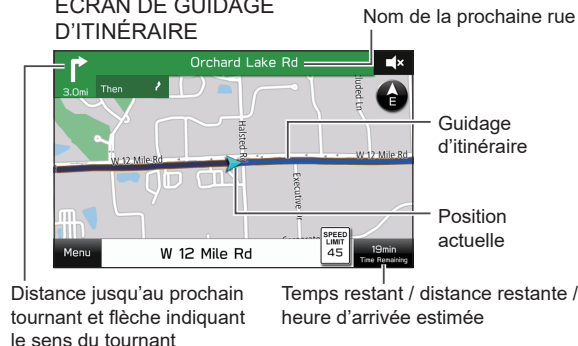 ÉCRAN DE GUIDAGE
D'ITINÉRAIRE
Nom de la prochaine rue
Orchard Lake Rd
3.0mi
Then
E
cluded Ln
Halsted Rd
Guidage
d'itinéraire
W 12 Mile Rd
W 12 Mile Rd
Executive Dr
Position
actuelle
Menu
W 12 Mile Rd
SPEED
LIMIT
45
19min
Time Remaining
Distance jusqu'au prochain
tournant et flèche indiquant
le sens du tournant
Temps restant / distance restante /
heure d'arrivée estimée